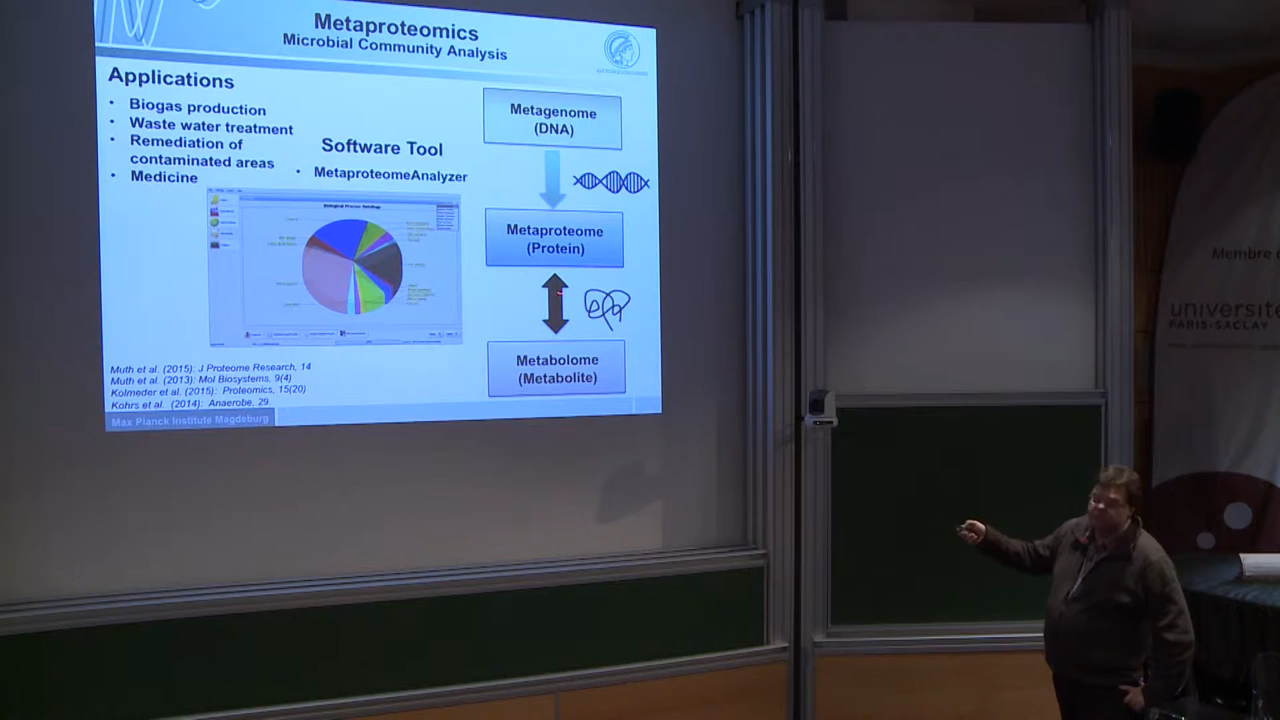 Metaproteomics
Microbial Community Analysis
Applications
• Biogas production
• Waste water treatment
• Remediation of
contaminated areas
• Medicine
Software Tool
• MetaproteomeAnalyzer
Metagenome
(DNA)
Metaproteome
(Protein)
Metabolome
(Metabolite)
Muth et al. (2015): J Proteome Research, 14
Muth et al. (2013): Mol Biosystems, 9(4)
Kolmeder et al. (2015): Proteomics, 15(20)
Kohrs et al. (2014): Anaerobe, 29.
Max Planck Institute Magdeburg
Membre
universite
PARIS-SACLAY